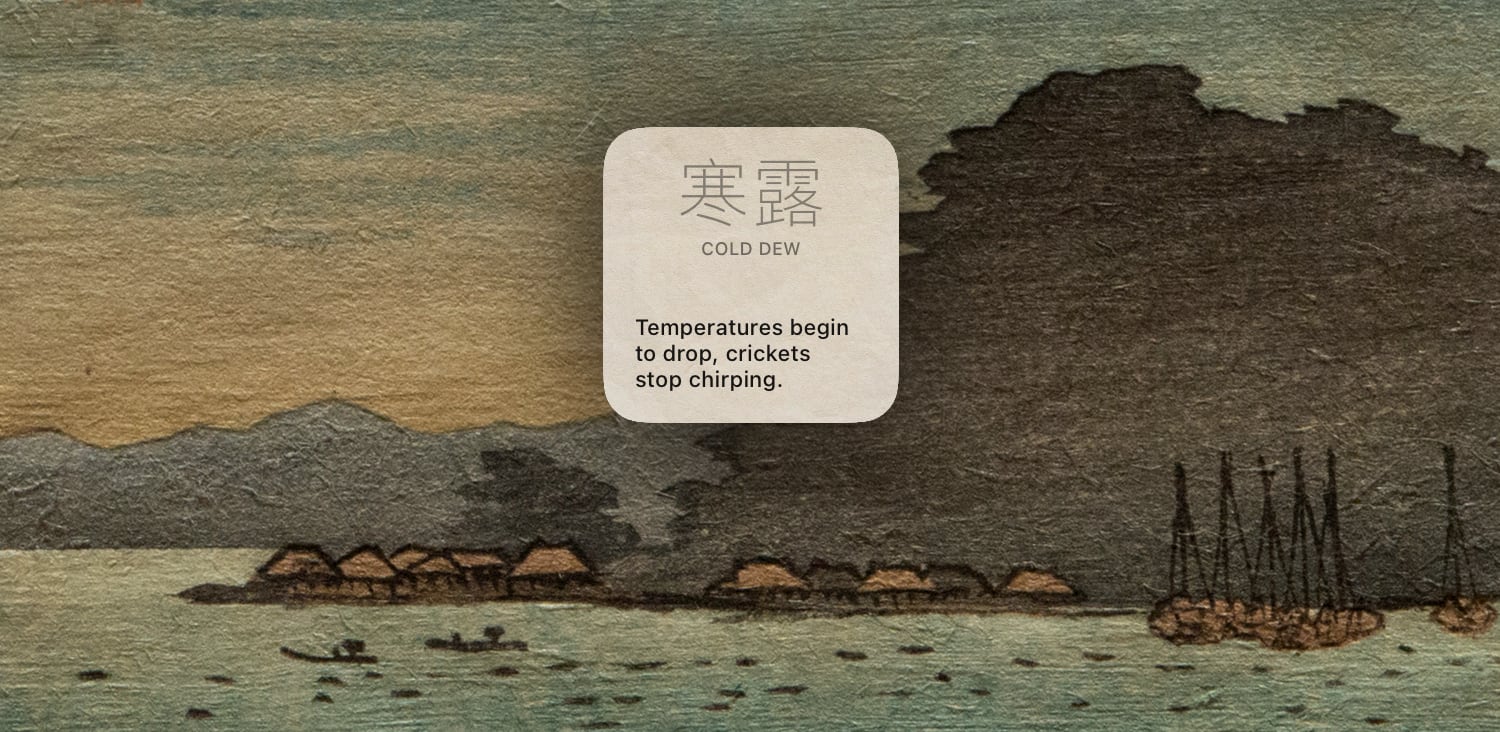 寒露
COLD DEW
Temperatures begin
to drop, crickets
stop chirping.